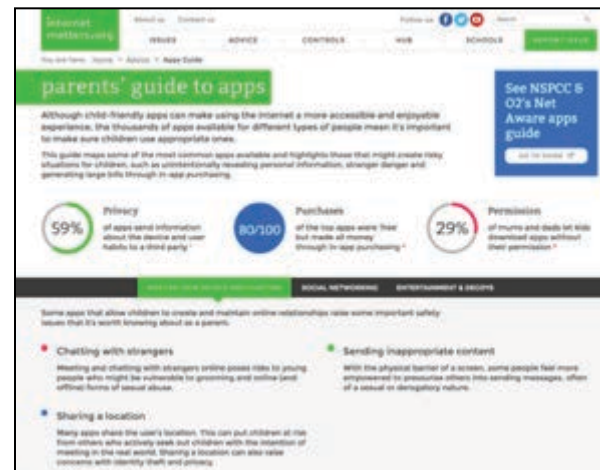 internet
matters.org
About us Contact us
Follow us
Search
ISSUES ADVICE CONTROLS HUB SCHOOLS REPORT ISSUE
You are here: Home > Advice > Apps Guide
parents' guide to apps
Although child-friendly apps can make using the internet a more accessible and enjoyable
experience, the thousands of apps available for different types of people mean it's important
to make sure children use appropriate ones.
This guide maps some of the most common apps available and highlights those that might create risky
situations for children, such as unintentionally revealing personal information, stranger danger and
generating large bills through in-app purchasing.
See NSPCC &
O2's Net
Aware apps
guide
59%
Privacy
of apps send information
about the device and user
habits to a third party *
80/100
Purchases
of the top apps were 'free'
but made all money
through in-app purchasing *
29%
Permission
of mums and dads let kids
download apps without
their permission *
SOCIAL NETWORKING ENTERTAINMENT & DECOYS
Some apps that allow children to create and maintain online relationships raise some important safety
issues that it's worth knowing about as a parent.
Chatting with strangers
Meeting and chatting with strangers online poses risks to young
people who might be vulnerable to grooming and online (and
offline) forms of sexual abuse.
Sending inappropriate content
With the physical barrier of a screen, some people feel more
empowered to pressurise others into sending messages, often
of a sexual or derogatory nature.
Sharing a location
Many apps share the user's location. This can put children at risk
from others who actively seek out children with the intention of
meeting in the real world. Sharing a location can also raise
concerns with identity theft and privacy.